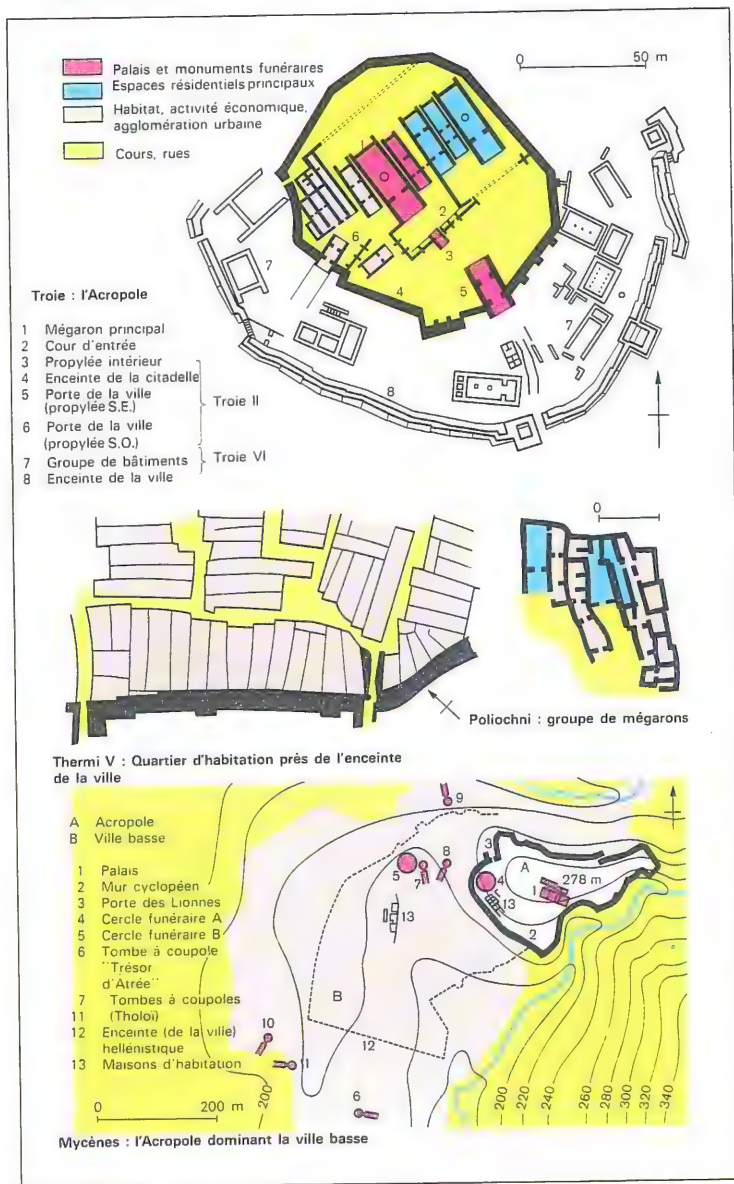 Palais et monuments funéraires
Espaces résidentiels principaux
Habitat, activité économique,
agglomération urbaine
Cours, rues
0 50 m
1
2
3
4
5
6
7
7
8
Troie : l'Acropole
1 Mégaron principal
2 Cour d'entrée
3 Propylée intérieur
4 Enceinte de la citadelle
5 Porte de la ville
(propylée S.E.)
6 Porte de la ville
(propylée S.O.)
Troie II
7 Groupe de bâtiments
8 Enceinte de la ville
Troie VI
0
Poliochni : groupe de mégarons
Thermi V : Quartier d'habitation près de l'enceinte
de la ville
A Acropole
B Ville basse
1 Palais
2 Mur cyclopéen
3 Porte des Lionnes
4 Cercle funéraire A
5 Cercle funéraire B
6 Tombe à coupole
"Trésor
d'Atrée"
7 Tombes à coupoles
11 (Tholoï)
12 Enceinte (de la ville)
hellénistique
13 Maisons d'habitation
0 200 m
9
3
A
278 m
1
5
7
8
4
13
13
2
B
12
10
11
6
200
200
220
240
260
280
300
320
340
Mycènes : l'Acropole dominant la ville basse